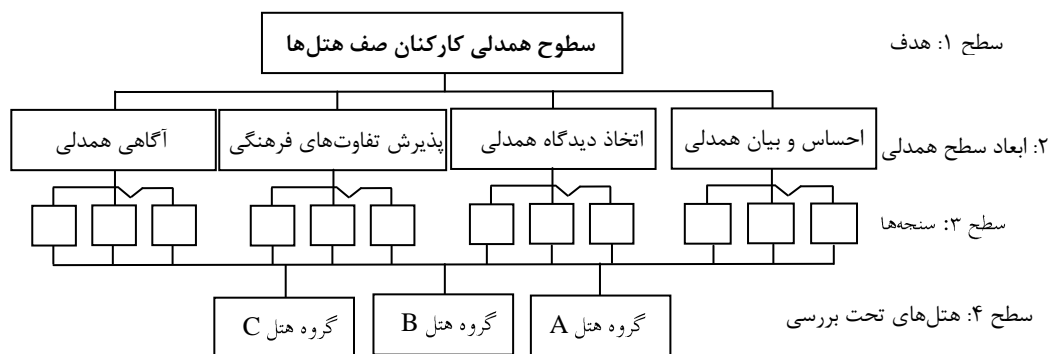 سطوح همدلی کارکنان صف هتل‌ها
سطح ۱: هدف
احساس و بیان همدلی
اتخاذ دیدگاه همدلی
پذیرش تفاوت‌های فرهنگی
آگاهی همدلی
۲: ابعاد سطح همدلی
سطح ۳: سنجه‌ها
گروه هتل A
گروه هتل B
گروه هتل C
سطح ۴: هتل‌های تحت بررسی